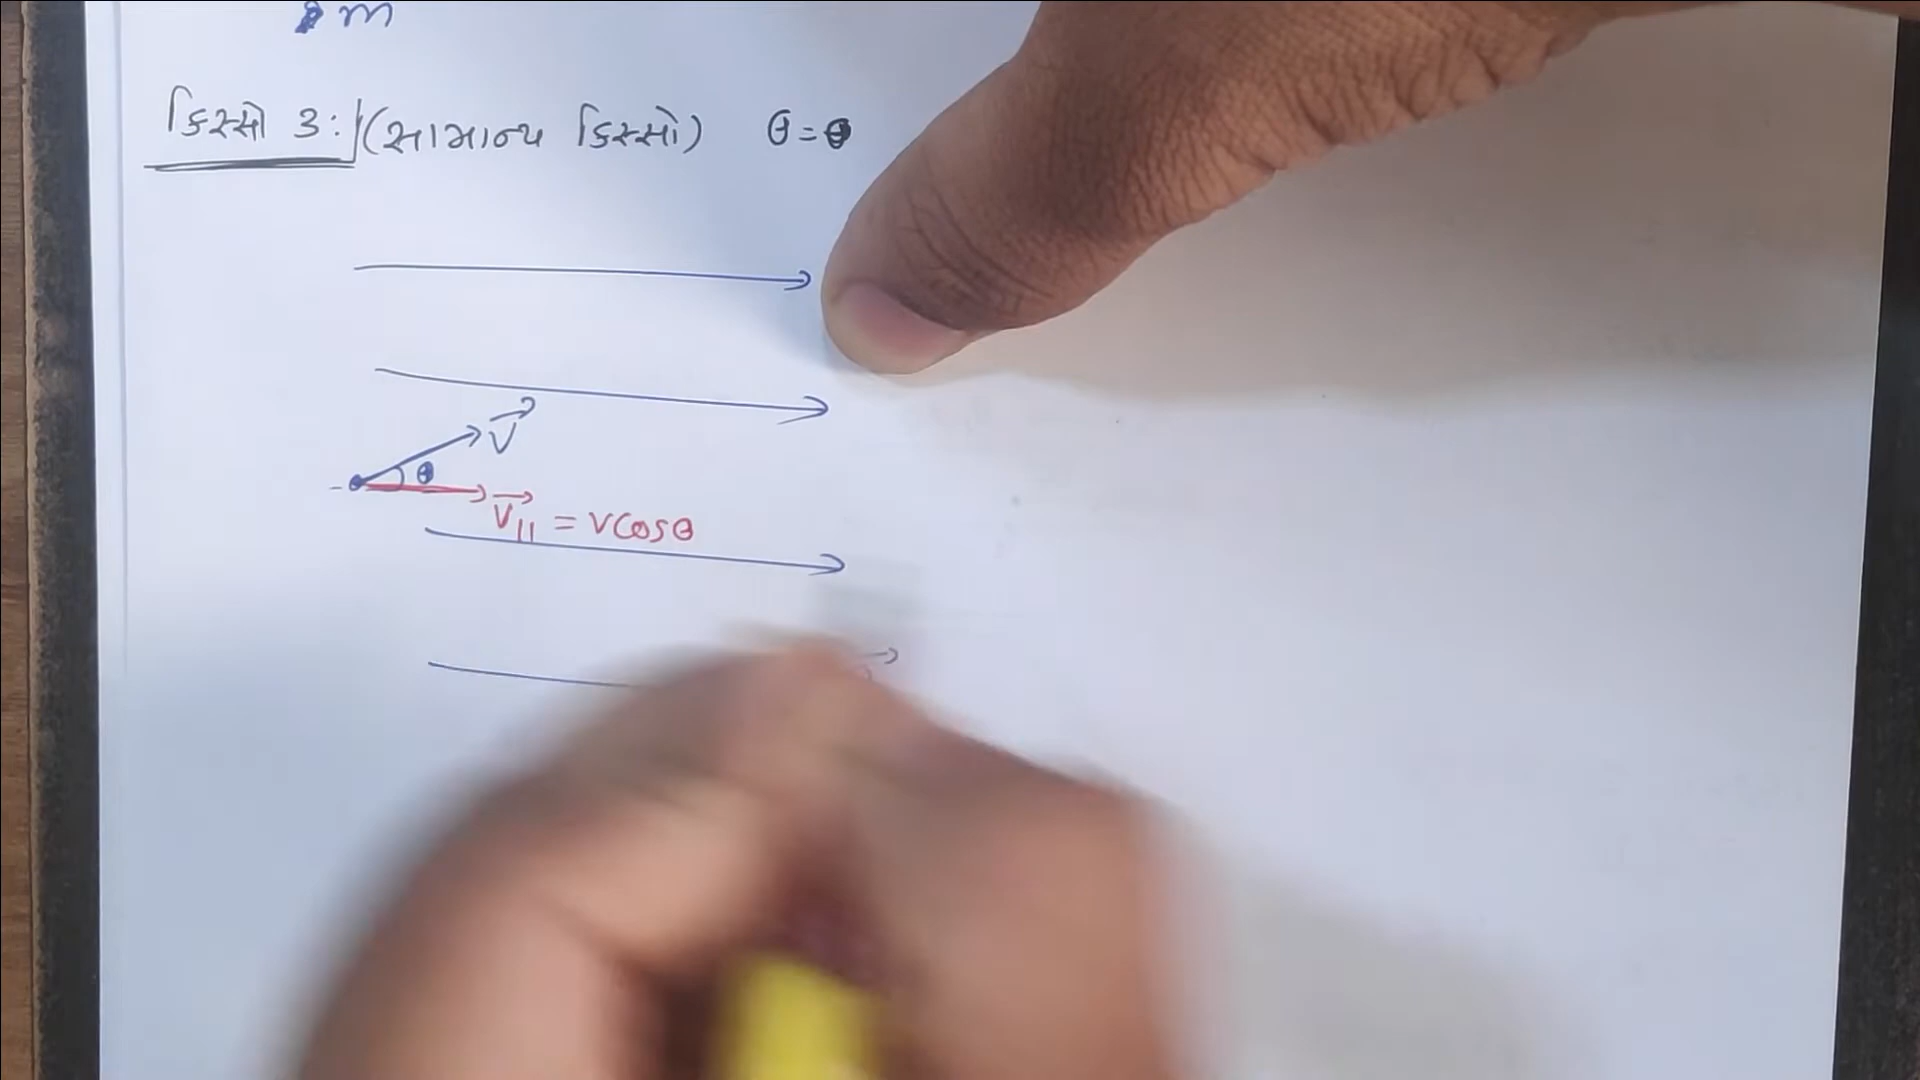 m
કિસ્સો 3: (સામાન્ય કિસ્સો) θ = θ
V⃗
θ
V⃗|| = vcosθ